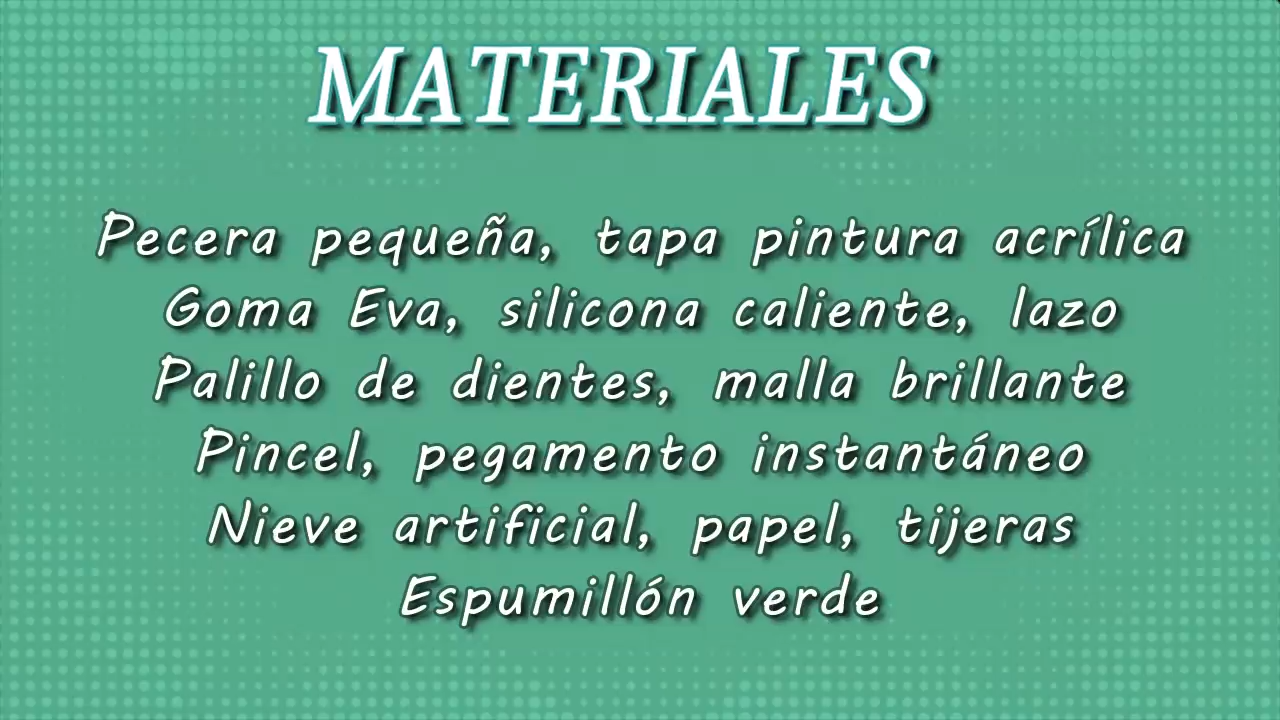 MATERIALES
Pecera pequeña, tapa pintura acrílica
Goma Eva, silicona caliente, lazo
Palillo de dientes, malla brillante
Pincel, pegamento instantáneo
Nieve artificial, papel, tijeras
Espumillón verde